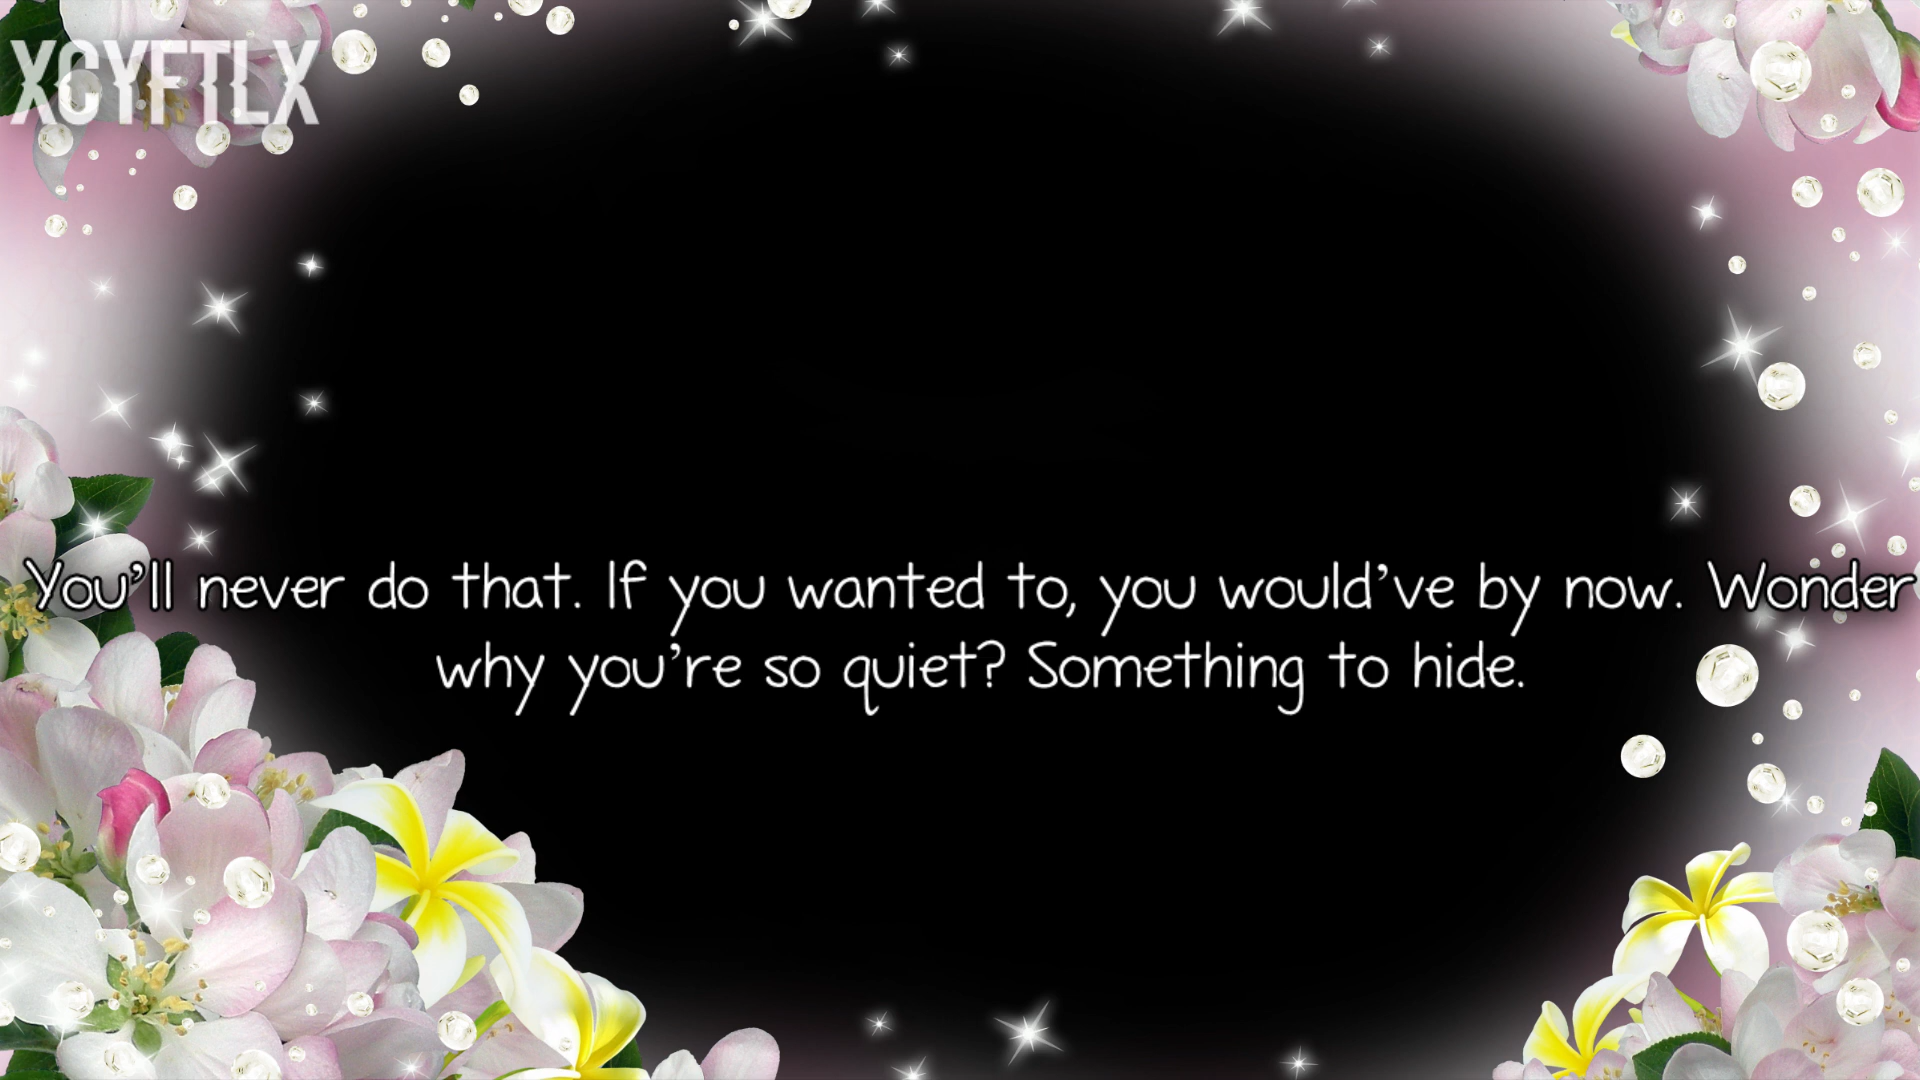 XCYFTLX
You'll never do that. If you wanted to, you would've by now. Wonder
why you're so quiet? Something to hide.